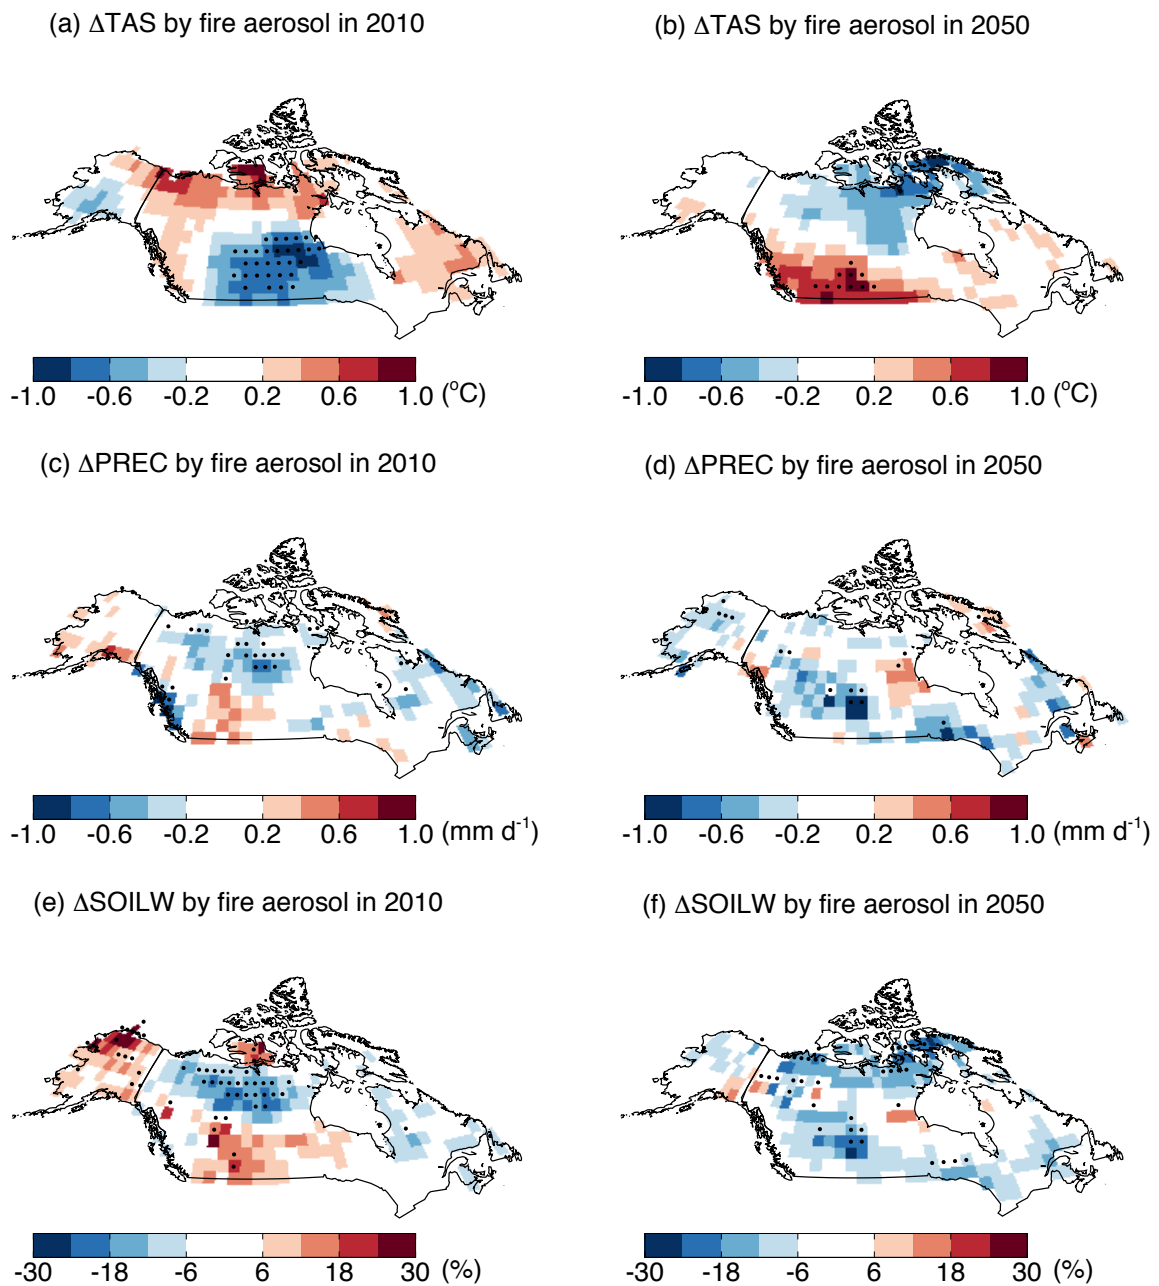 (a) ΔTAS by fire aerosol in 2010
(b) ΔTAS by fire aerosol in 2050
-1.0 -0.6 -0.2 0.2 0.6 1.0 (°C)
-1.0 -0.6 -0.2 0.2 0.6 1.0 (°C)
(c) ΔPREC by fire aerosol in 2010
(d) ΔPREC by fire aerosol in 2050
-1.0 -0.6 -0.2 0.2 0.6 1.0 (mm d⁻¹)
-1.0 -0.6 -0.2 0.2 0.6 1.0 (mm d⁻¹)
(e) ΔSOILW by fire aerosol in 2010
(f) ΔSOILW by fire aerosol in 2050
-30 -18 -6 6 18 30 (%)
-30 -18 -6 6 18 30 (%)